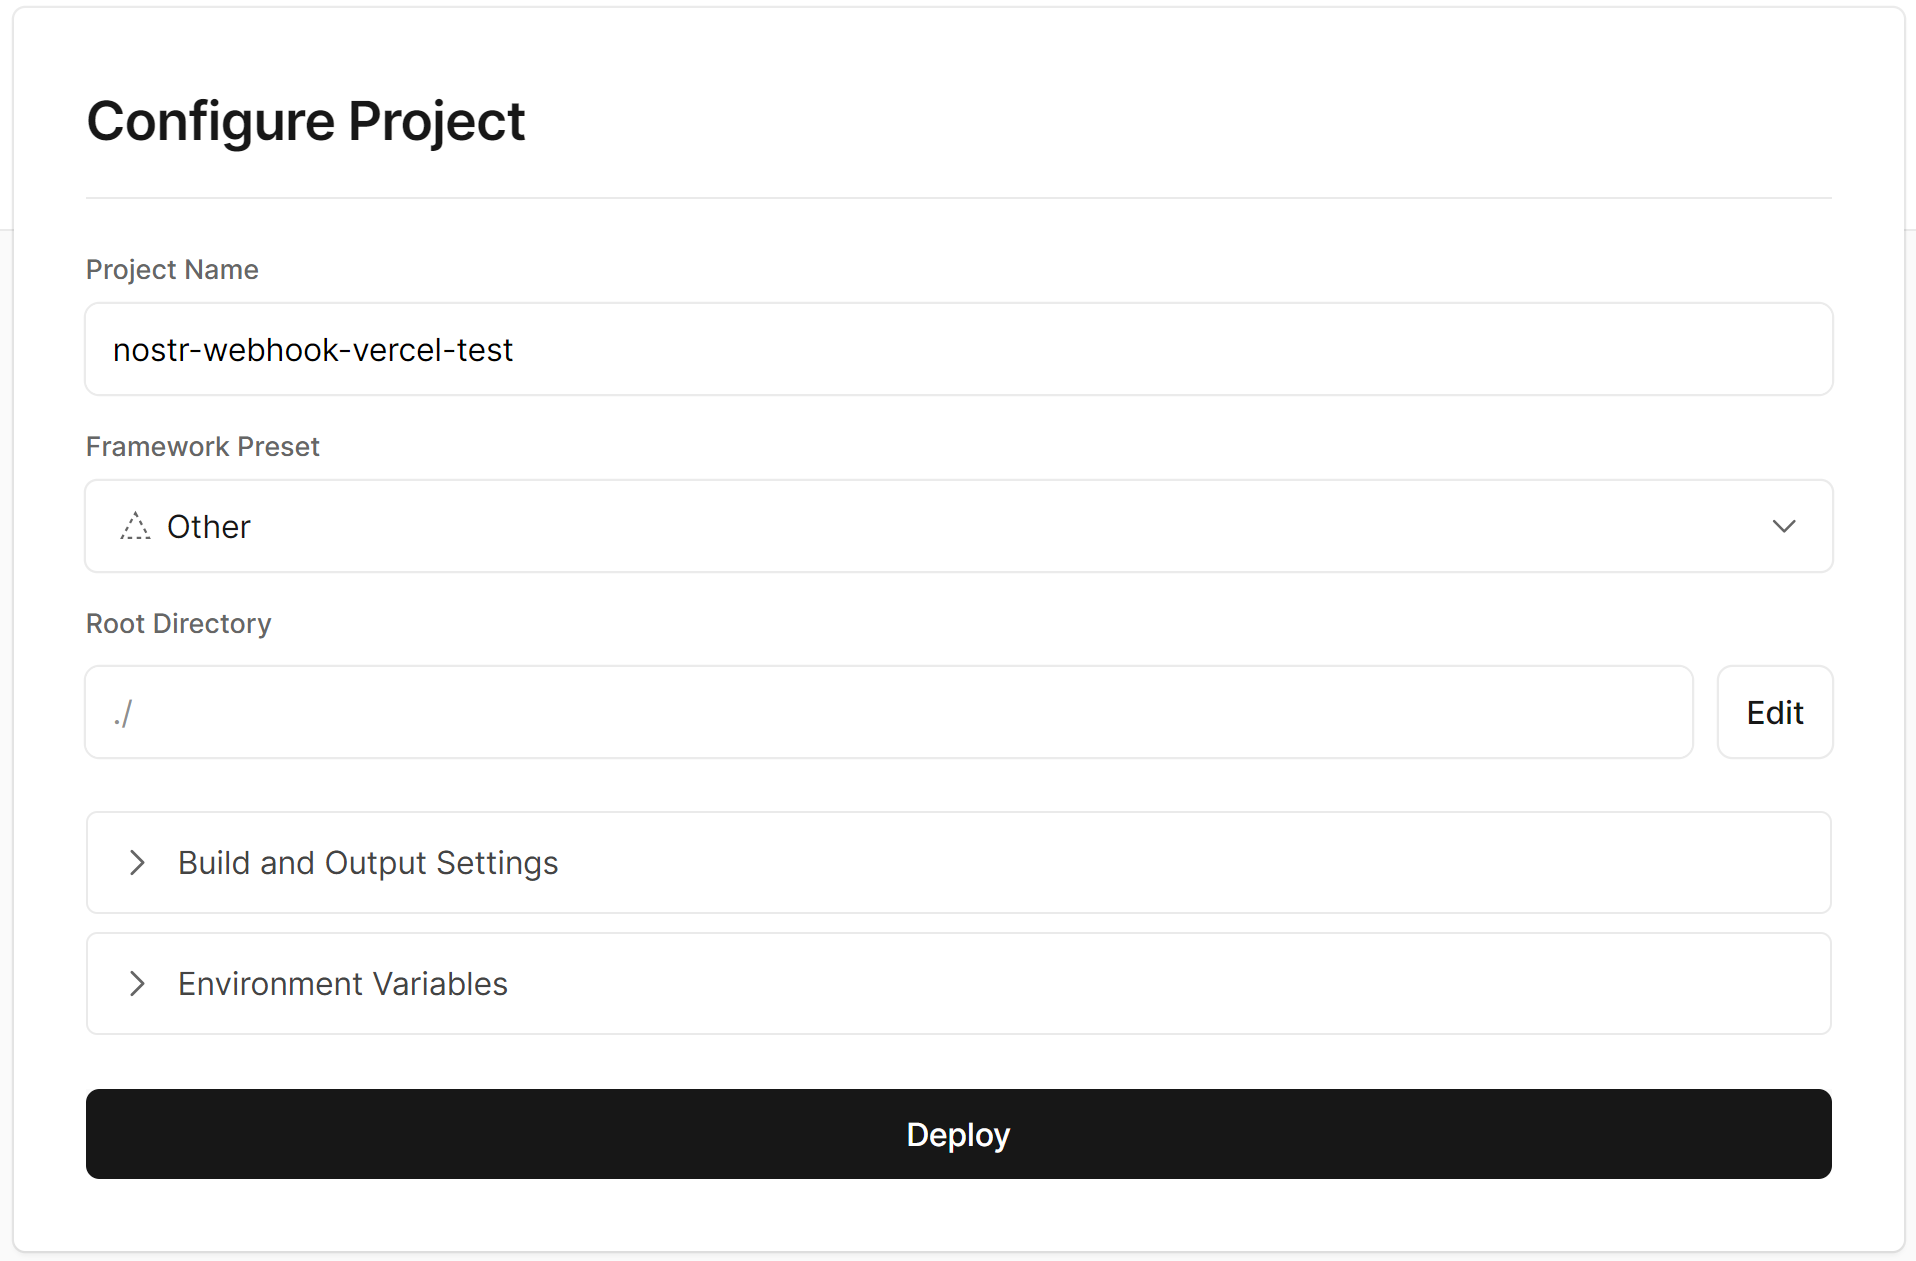 Configure Project
Project Name
nostr-webhook-vercel-test
Framework Preset
Other
Root Directory
./
Edit
Build and Output Settings
Environment Variables
Deploy